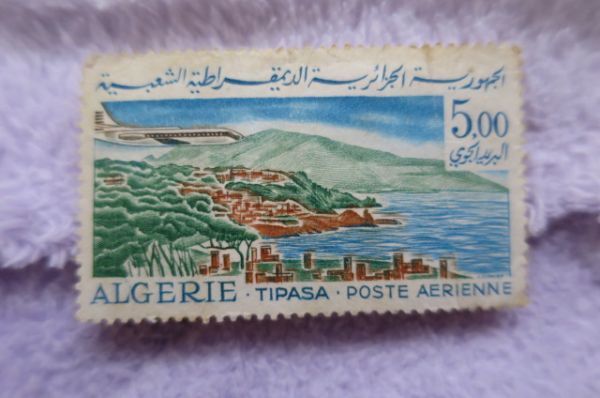 الجمهورية الجزائرية الديمقراطية الشعبية
5,00
البريد الجوي
ALGERIE · TIPASA · POSTE AERIENNE